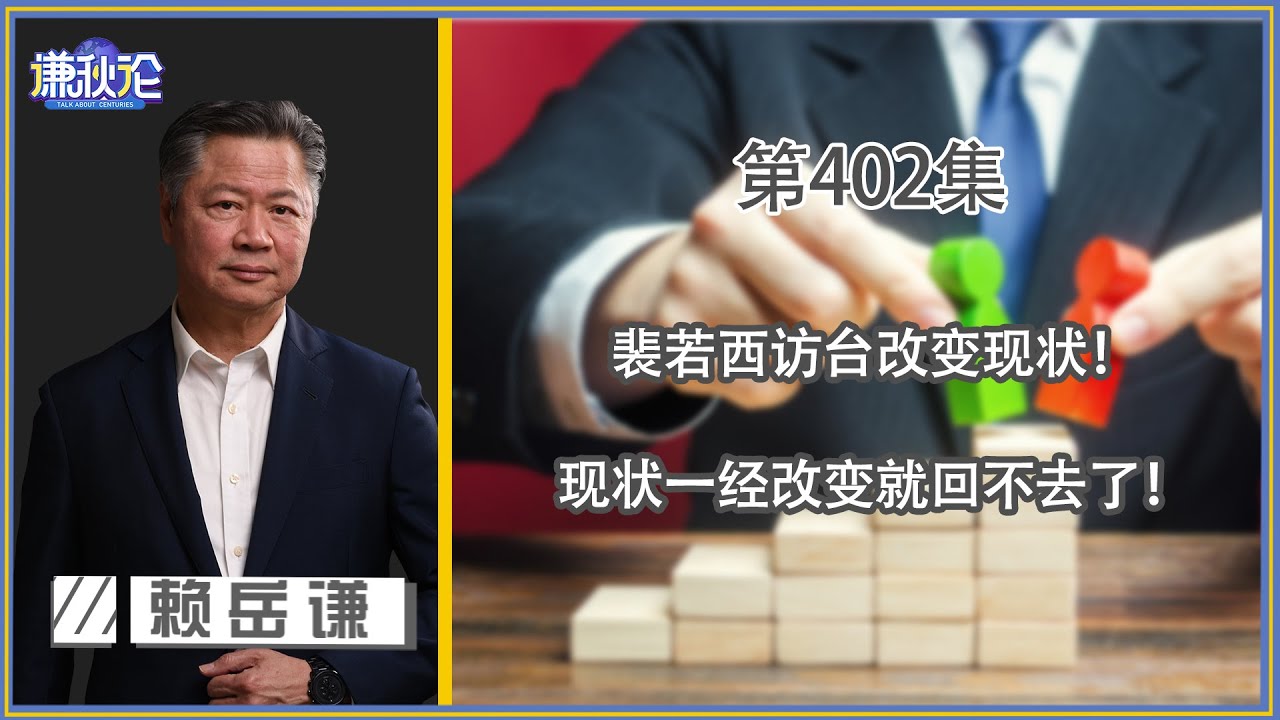 谦秋论
TALK ABOUT CENTURIES
第402集
裴若西访台改变现状!
现状一经改变就回不去了!
赖岳谦